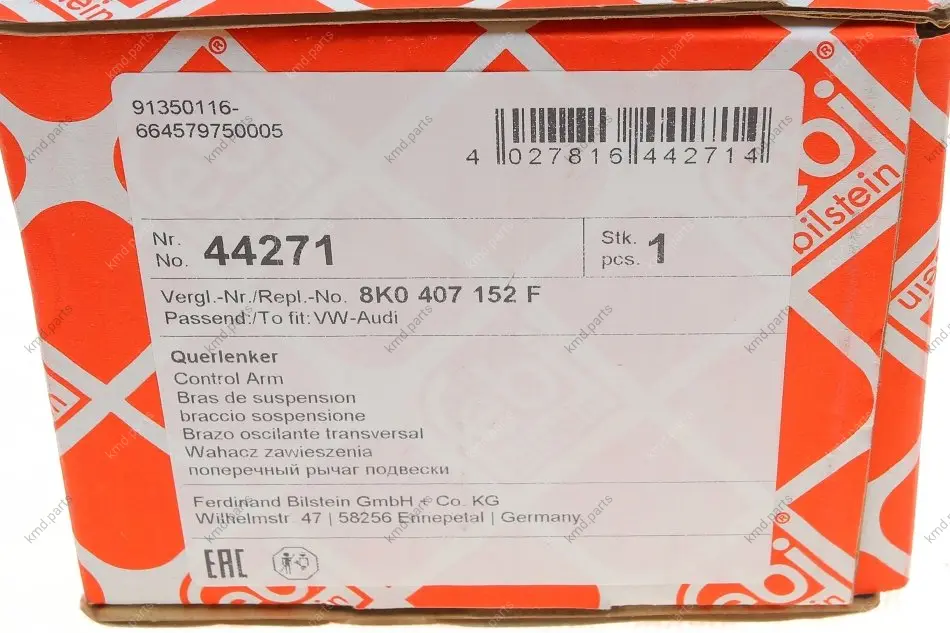 91350116-
664579750005
4 027816 442714
Nr.
No. 44271
Stk.
pcs. 1
Vergl.-Nr./Repl.-No. 8K0 407 152 F
Passend:/To fit: VW-Audi
Querlenker
Control Arm
Bras de suspension
braccio sospensione
Brazo oscilante transversal
Wahacz zawieszenia
поперечный рычаг подвески
Ferdinand Bilstein GmbH + Co. KG
Wilhelmstr. 47 | 58256 Ennepetal | Germany
EAC
bilstein
kmd.parts